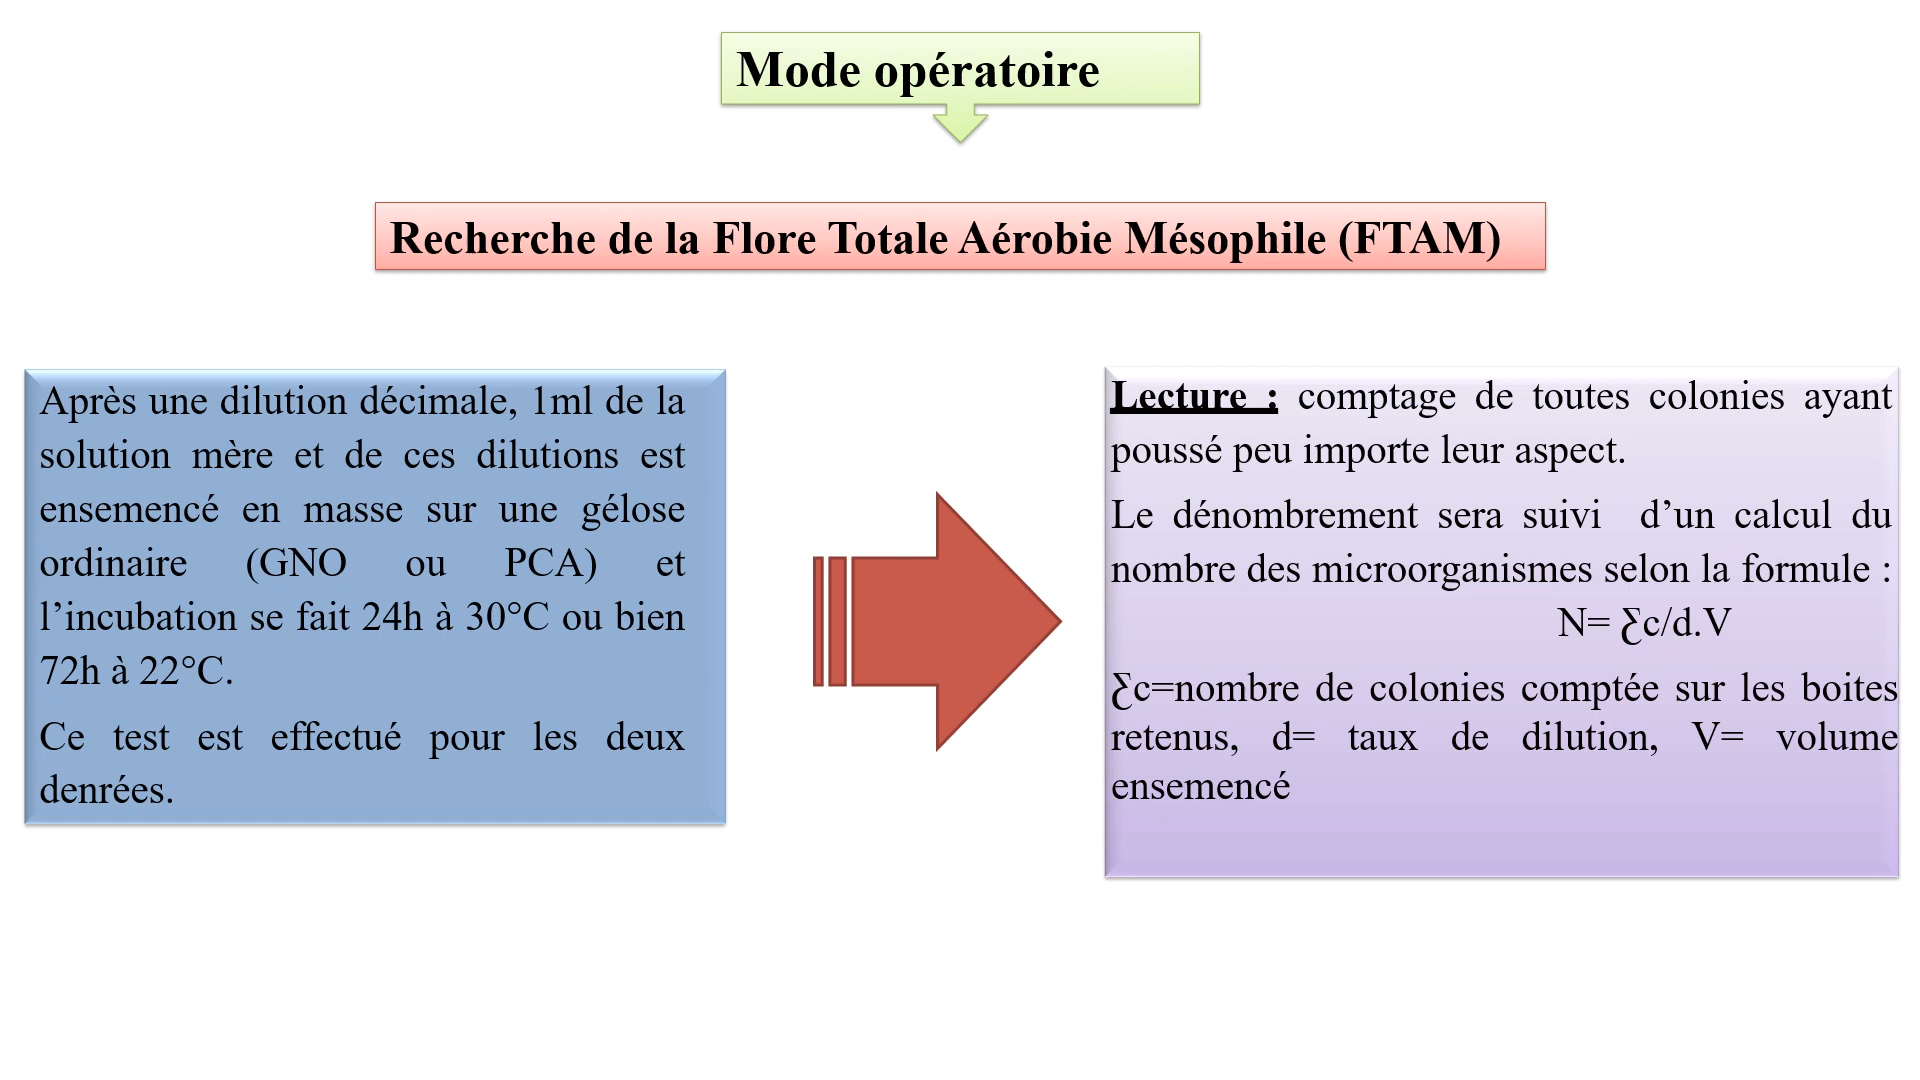 Mode opératoire
Recherche de la Flore Totale Aérobie Mésophile (FTAM)
Après une dilution décimale, 1ml de la
solution mère et de ces dilutions est
ensemencé en masse sur une gélose
ordinaire (GNO ou PCA) et
l’incubation se fait 24h à 30°C ou bien
72h à 22°C.
Ce test est effectué pour les deux
denrées.
Lecture : comptage de toutes colonies ayant
poussé peu importe leur aspect.
Le dénombrement sera suivi d’un calcul du
nombre des microorganismes selon la formule :
N= Ƹc/d.V
Ƹc=nombre de colonies comptée sur les boites
retenus, d= taux de dilution, V= volume
ensemencé